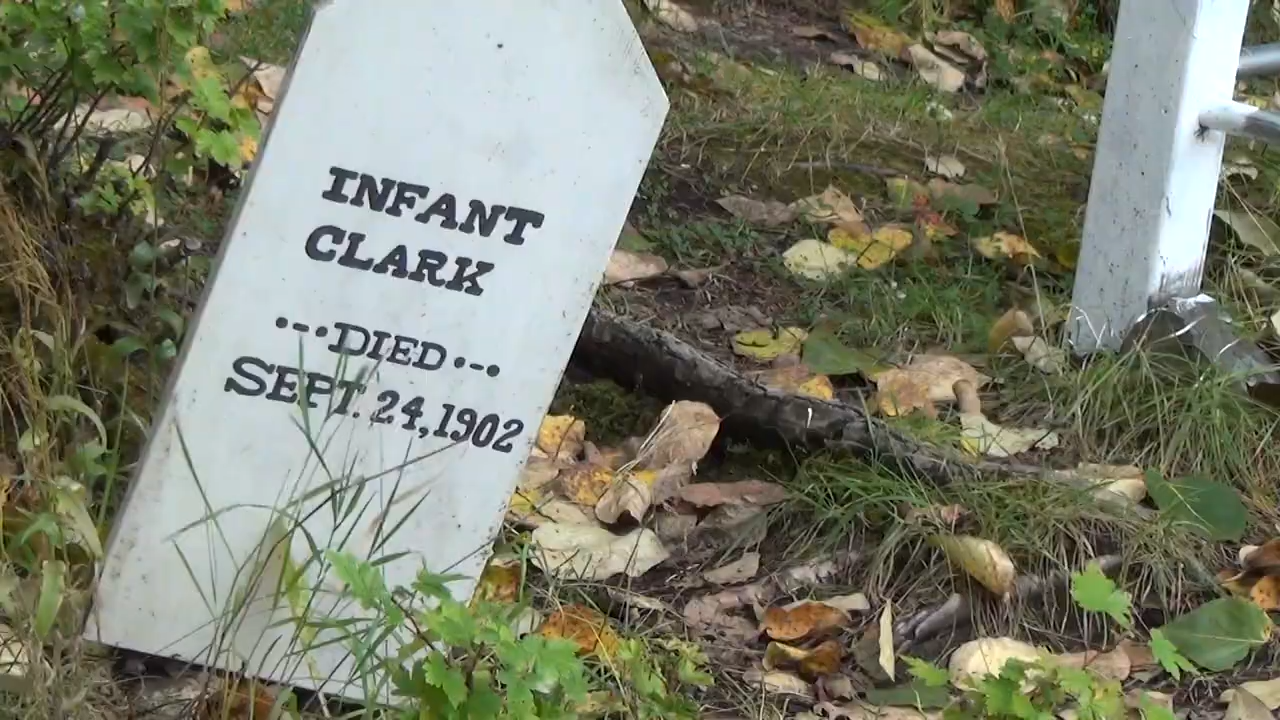 INFANT
CLARK
•--•DIED•--•
SEPT. 24, 1902